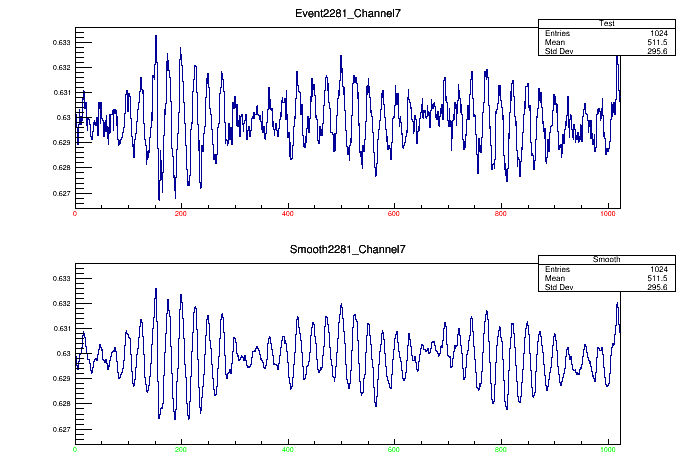 Event2281_Channel7
Test
Entries 1024
Mean 511.5
Std Dev 295.6
0.633
0.632
0.631
0.63
0.629
0.628
0.627
0 200 400 600 800 1000
Smooth2281_Channel7
Smooth
Entries 1024
Mean 511.5
Std Dev 295.6
0.633
0.632
0.631
0.63
0.629
0.628
0.627
0 200 400 600 800 1000